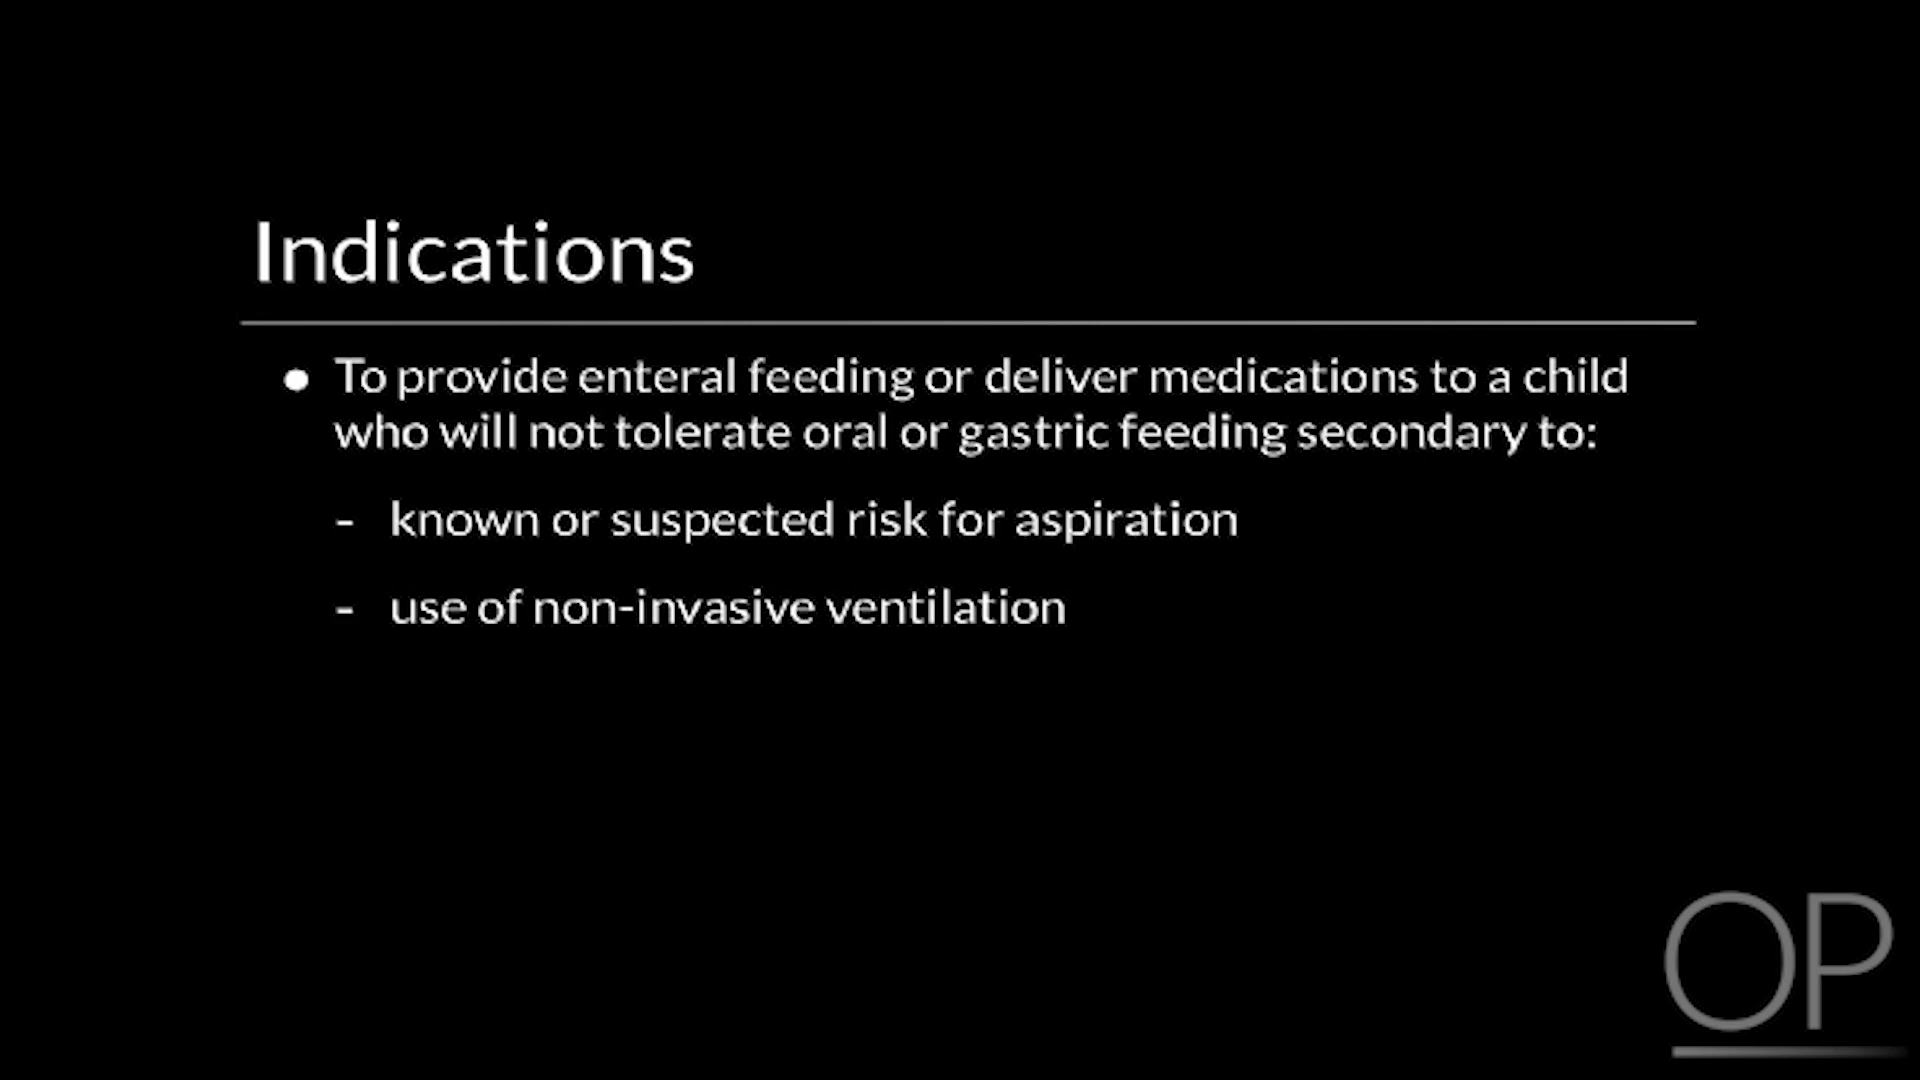 Indications
• To provide enteral feeding or deliver medications to a child
who will not tolerate oral or gastric feeding secondary to:
- known or suspected risk for aspiration
- use of non-invasive ventilation
OP